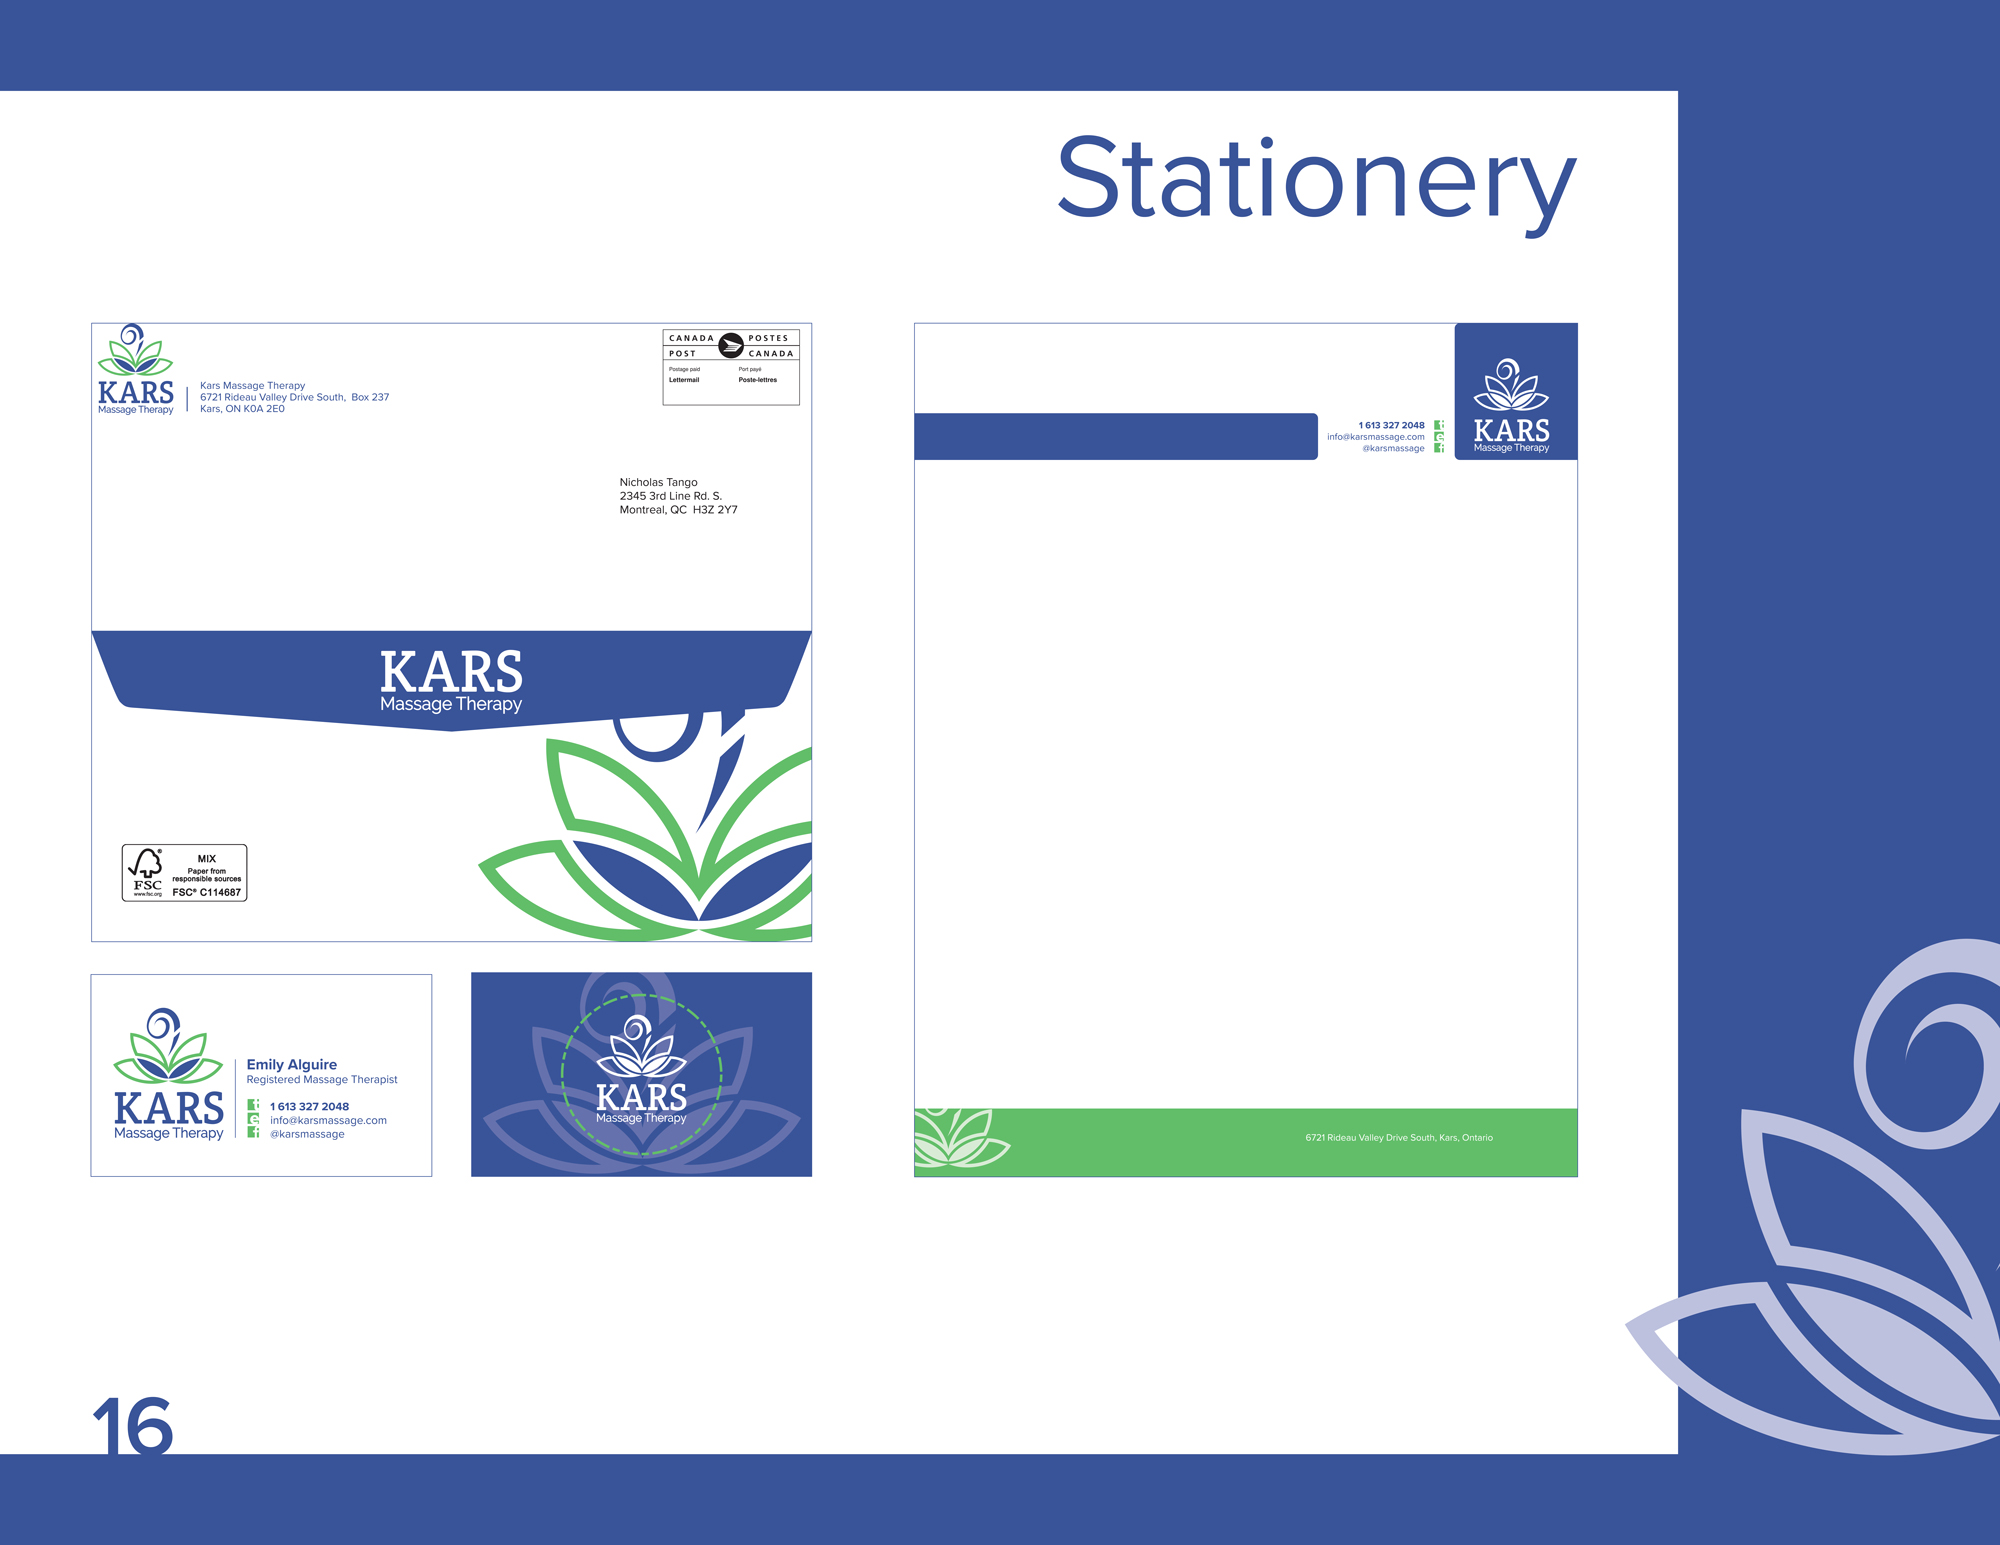 Stationery
KARS
Massage Therapy
Kars Massage Therapy
6721 Rideau Valley Drive South,  Box 237
Kars, ON K0A 2E0
CANADA POSTES
POST CANADA
Postage paid Port payé
Lettermail Poste-lettres
Nicholas Tango
2345 3rd Line Rd. S.
Montreal, QC  H3Z 2Y7
KARS
Massage Therapy
FSC
www.fsc.org
MIX
Paper from
responsible sources
FSC® C114687
KARS
Massage Therapy
Emily Alguire
Registered Massage Therapist
t 1 613 327 2048
e info@karsmassage.com
f @karsmassage
KARS
Massage Therapy
1 613 327 2048 t
info@karsmassage.com e
@karsmassage f
KARS
Massage Therapy
6721 Rideau Valley Drive South, Kars, Ontario
16